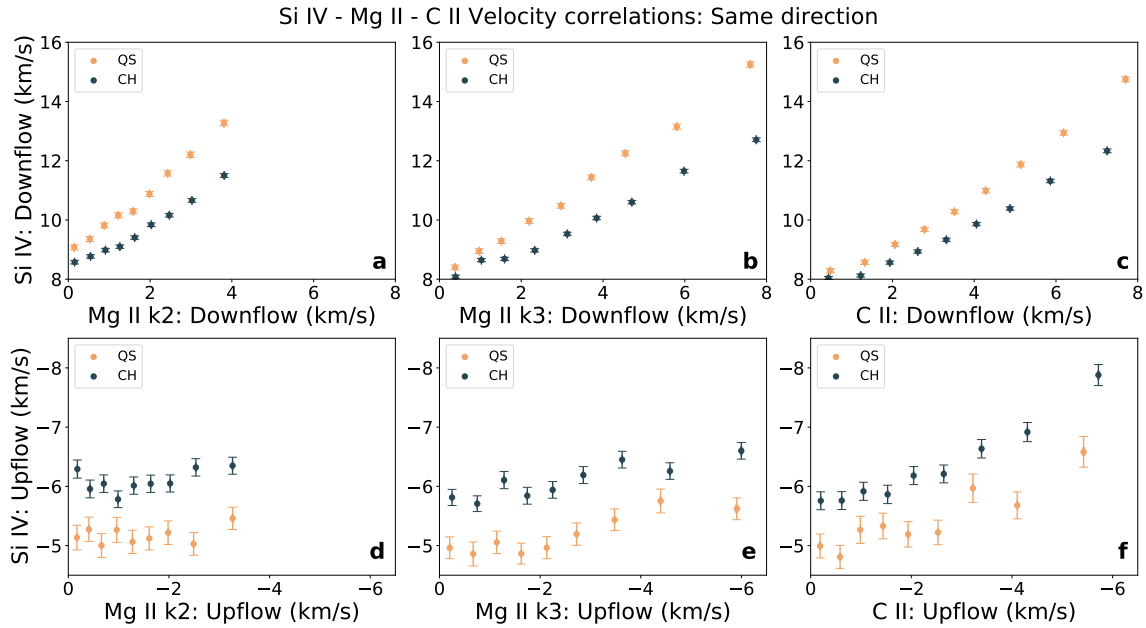 Si IV - Mg II - C II Velocity correlations: Same direction
Si IV: Downflow (km/s)
16
14
12
10
8
QS
CH
a
0 2 4 6 8
Mg II k2: Downflow (km/s)
16
14
12
10
8
QS
CH
b
0 2 4 6 8
Mg II k3: Downflow (km/s)
16
14
12
10
8
QS
CH
c
0 2 4 6 8
C II: Downflow (km/s)
Si IV: Upflow (km/s)
−8
−7
−6
−5
QS
CH
d
0 −2 −4 −6
Mg II k2: Upflow (km/s)
−8
−7
−6
−5
QS
CH
e
0 −2 −4 −6
Mg II k3: Upflow (km/s)
−8
−7
−6
−5
QS
CH
f
0 −2 −4 −6
C II: Upflow (km/s)